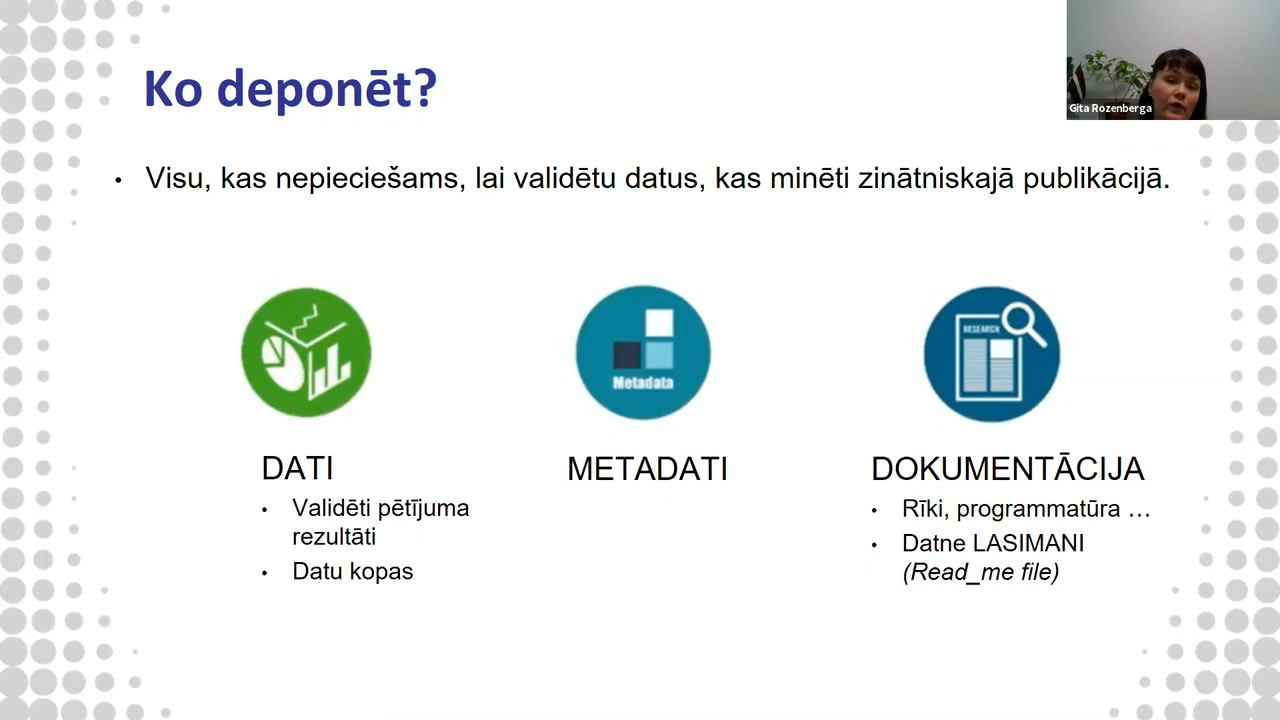 Ko deponēt?
Gita Rozenberga
• Visu, kas nepieciešams, lai validētu datus, kas minēti zinātniskajā publikācijā.
Metadata
RESEARCH
DATI
• Validēti pētījuma
rezultāti
• Datu kopas
METADATI
DOKUMENTĀCIJA
• Rīki, programmatūra …
• Datne LASIMANI
(Read_me file)